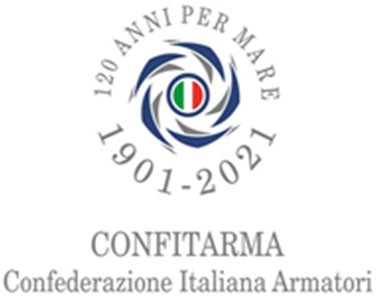 120 ANNI PER MARE
1901-2021
CONFITARMA
Confederazione Italiana Armatori